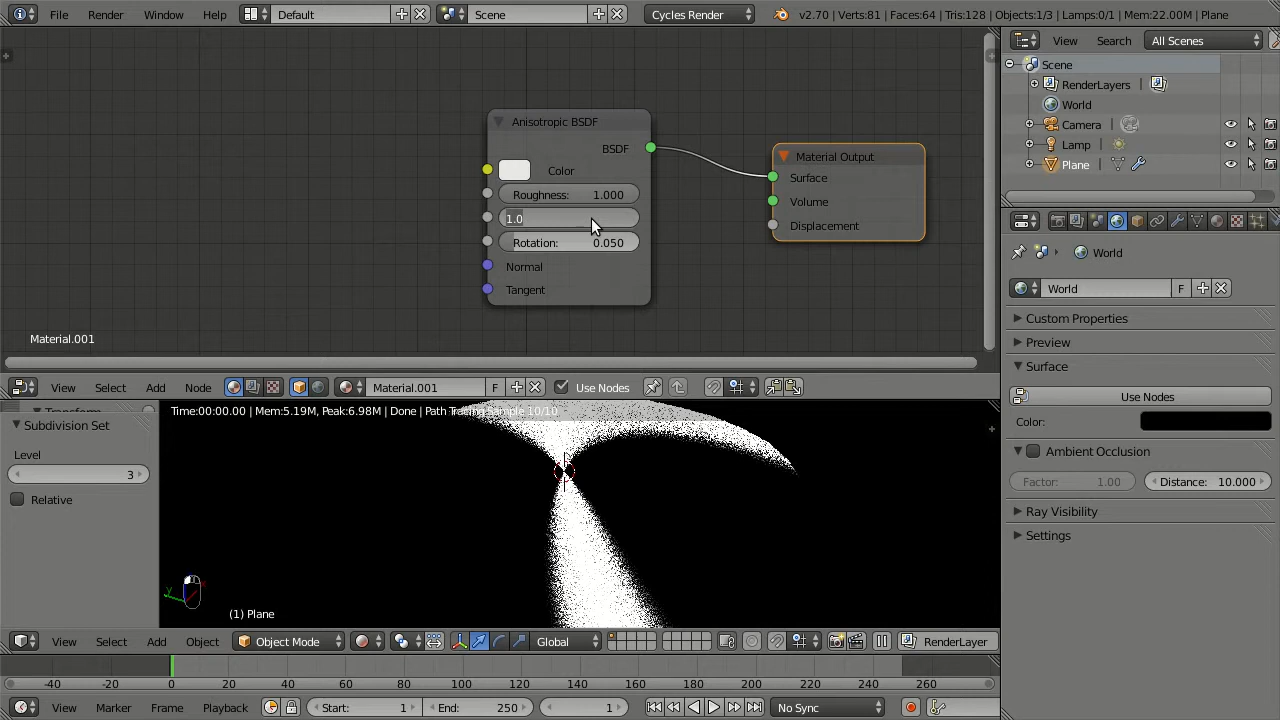 File Render Window Help Default Scene Cycles Render v2.70 | Verts:81 | Faces:64 | Tris:128 | Objects:1/3 | Lamps:0/1 | Mem:22.00M | Plane
View Search All Scenes
Scene
RenderLayers
World
Camera
Lamp
Plane
Anisotropic BSDF
BSDF
Color
Roughness: 1.000
1.0
Rotation: 0.050
Normal
Tangent
Material Output
Surface
Volume
Displacement
Material.001
World
World F
Custom Properties
Preview
Surface
Use Nodes
Color:
Ambient Occlusion
Factor: 1.00 Distance: 10.000
Ray Visibility
Settings
View Select Add Node Material.001 F Use Nodes
Time:00:00.00 | Mem:5.19M, Peak:6.98M | Done | Path Tracing Sample 10/10
Transform
Subdivision Set
Level
3
Relative
(1) Plane
View Select Add Object Object Mode Global RenderLayer
-40 -20 0 20 40 60 80 100 120 140 160 180 200 220 240 260
View Marker Frame Playback Start: 1 End: 250 1 No Sync